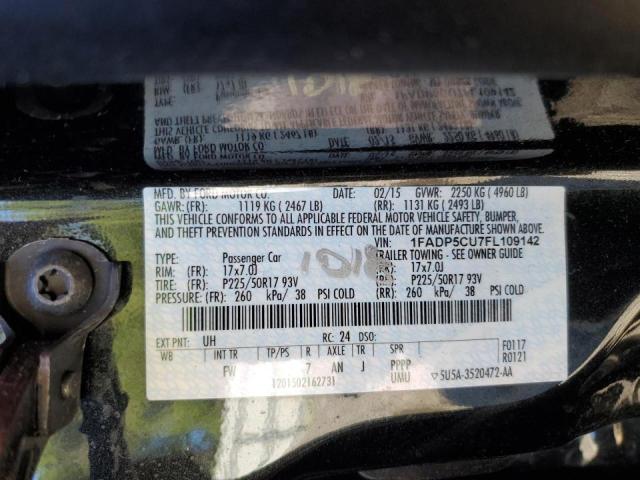 MFD. BY FORD MOTOR CO. DATE: 02/15 GVWR: 2250 KG ( 4960 LB)
GAWR: (FR): 1119 KG ( 2467 LB) (RR): 1131 KG ( 2493 LB)
THIS VEHICLE CONFORMS TO ALL APPLICABLE FEDERAL MOTOR VEHICLE SAFETY, BUMPER,
AND THEFT PREVENTION STANDARDS IN EFFECT ON THE DATE OF MANUFACTURE SHOWN ABOVE.
VIN: 1FADP5CU7FL109142
TYPE: Passenger Car TRAILER TOWING - SEE OWNER GUIDE
RIM: (FR): 17x7.0J (RR): 17x7.0J
TIRE: (FR): P225/50R17 93V (RR): P225/50R17 93V
PRESSURE: (FR): 260 kPa/ 38 PSI COLD (RR): 260 kPa/ 38 PSI COLD
1018
EXT PNT: UH RC: 24 DSO: F0117
WB INT TR TP/PS R AXLE TR SPR R0121
FW 7 AN J PPPP
1201502162731 UMU 5U5A-3520472-AA